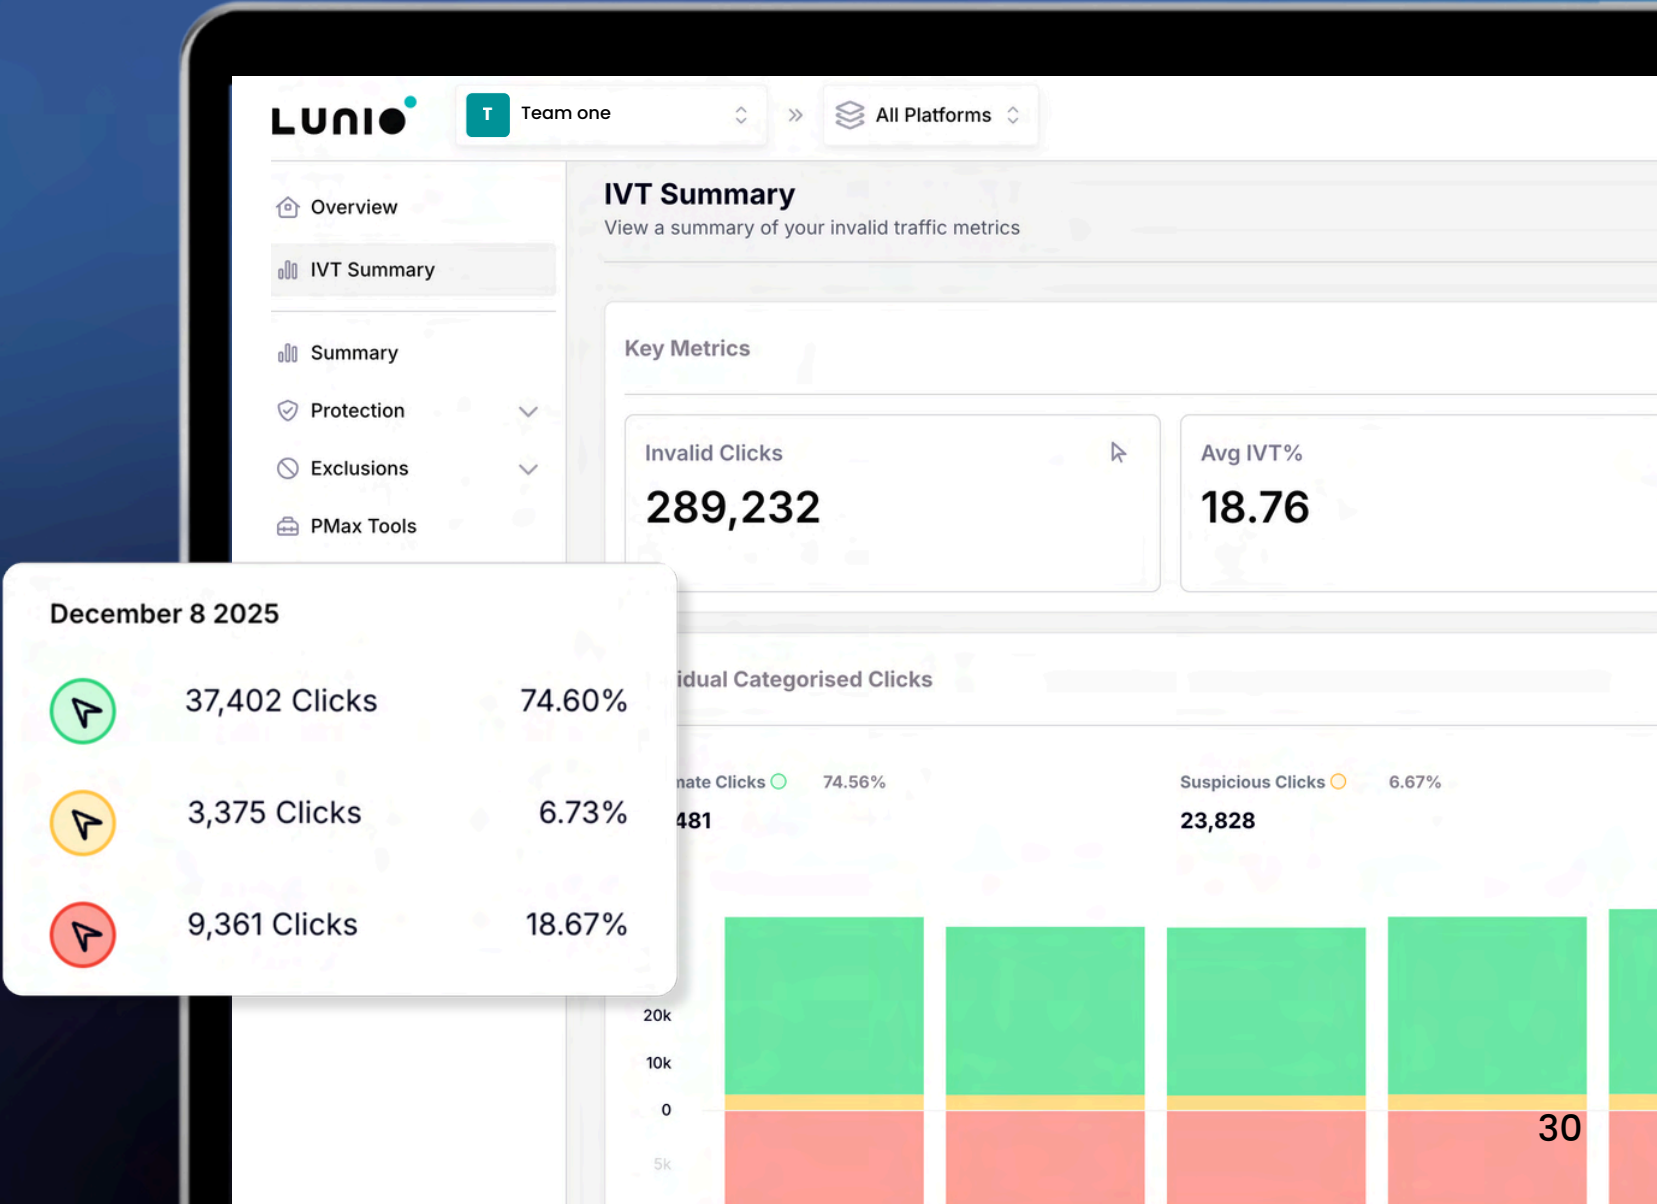 LUNIO
T Team one
All Platforms
Overview
IVT Summary
Summary
Protection
Exclusions
PMax Tools
IVT Summary
View a summary of your invalid traffic metrics
Key Metrics
Invalid Clicks
289,232
Avg IVT%
18.76
December 8 2025
37,402 Clicks 74.60%
3,375 Clicks 6.73%
9,361 Clicks 18.67%
idual Categorised Clicks
mate Clicks 74.56%
481
Suspicious Clicks 6.67%
23,828
20k
10k
0
5k
30